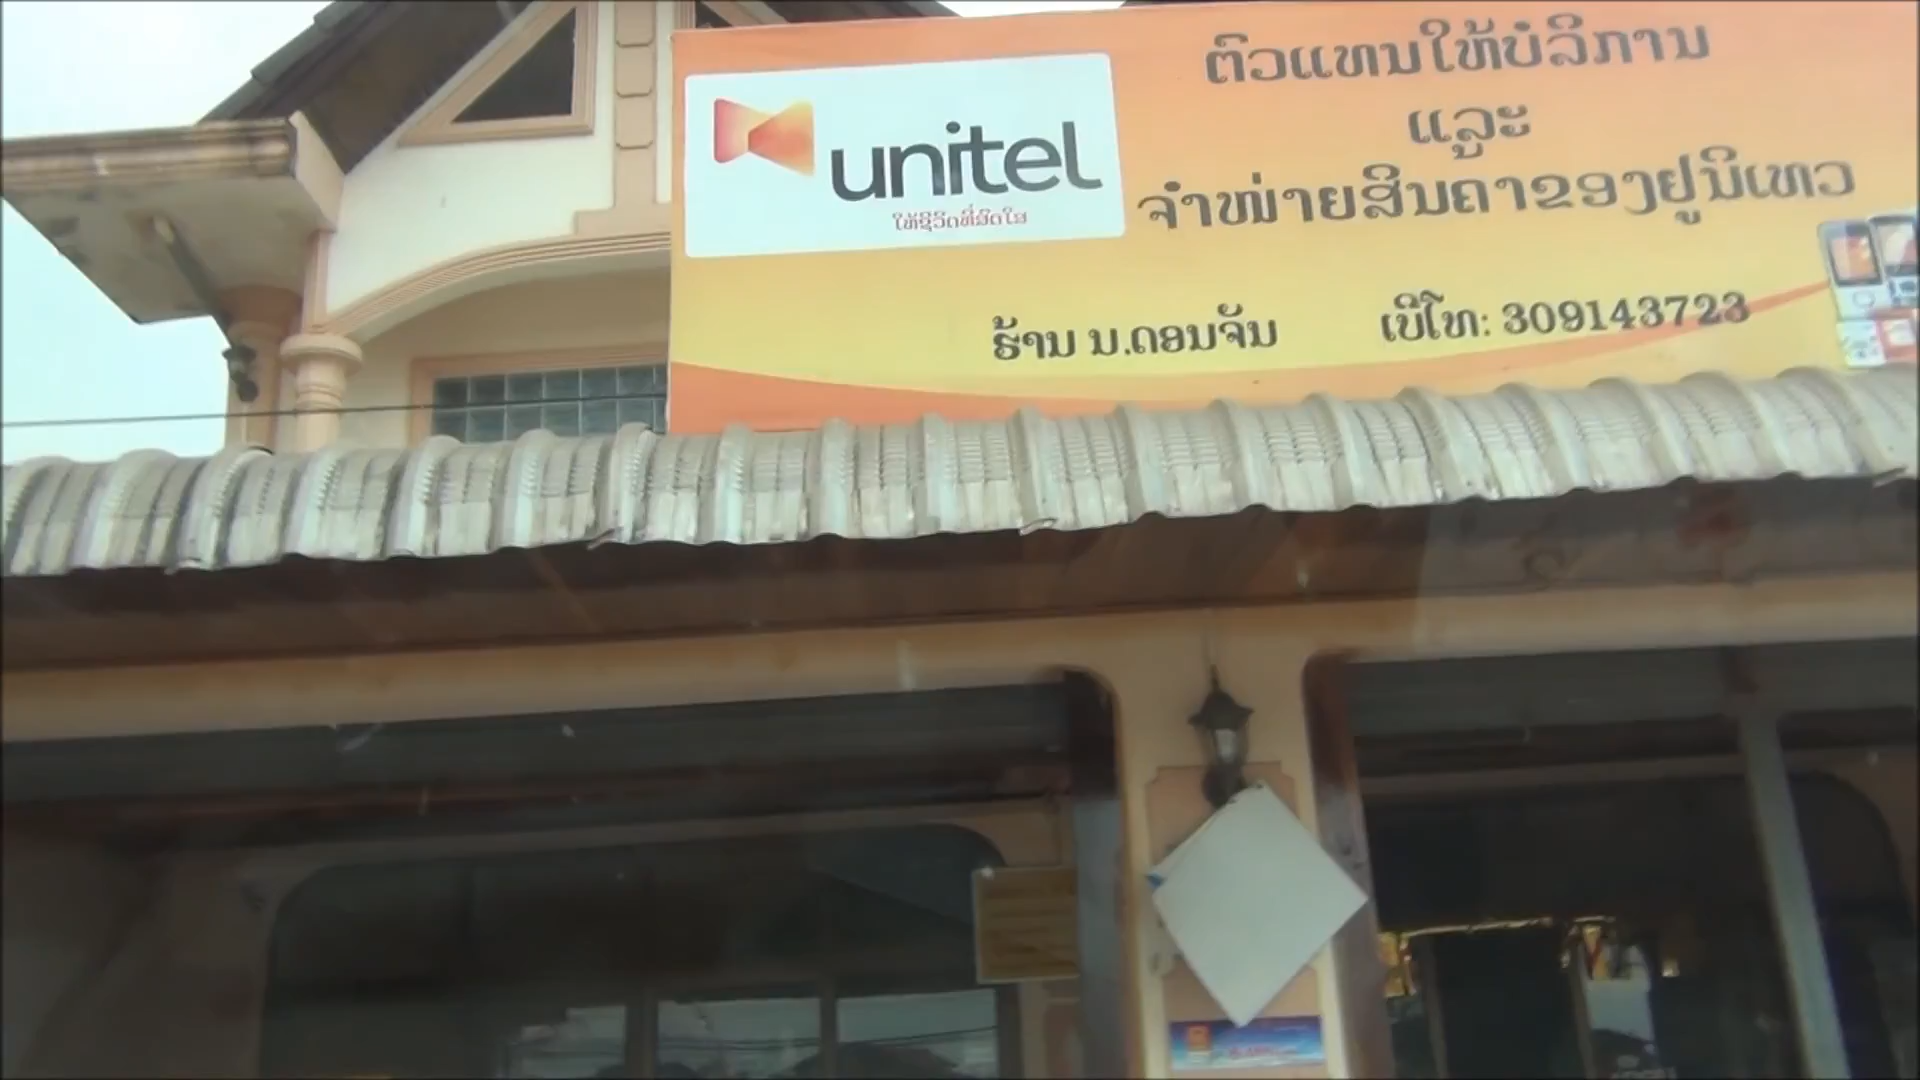 unitel
ໃຫ້ຊີວິດທີ່ສົດໃສ
ຕົວແທນໃຫ້ບໍລິການ
ແລູະ
ຈຳໜ່າຍສິນຄາຂອງຢູນິເທວ
ຮ້ານ ນ.ດອນຈັນ
ເບີໂທ: 309143723